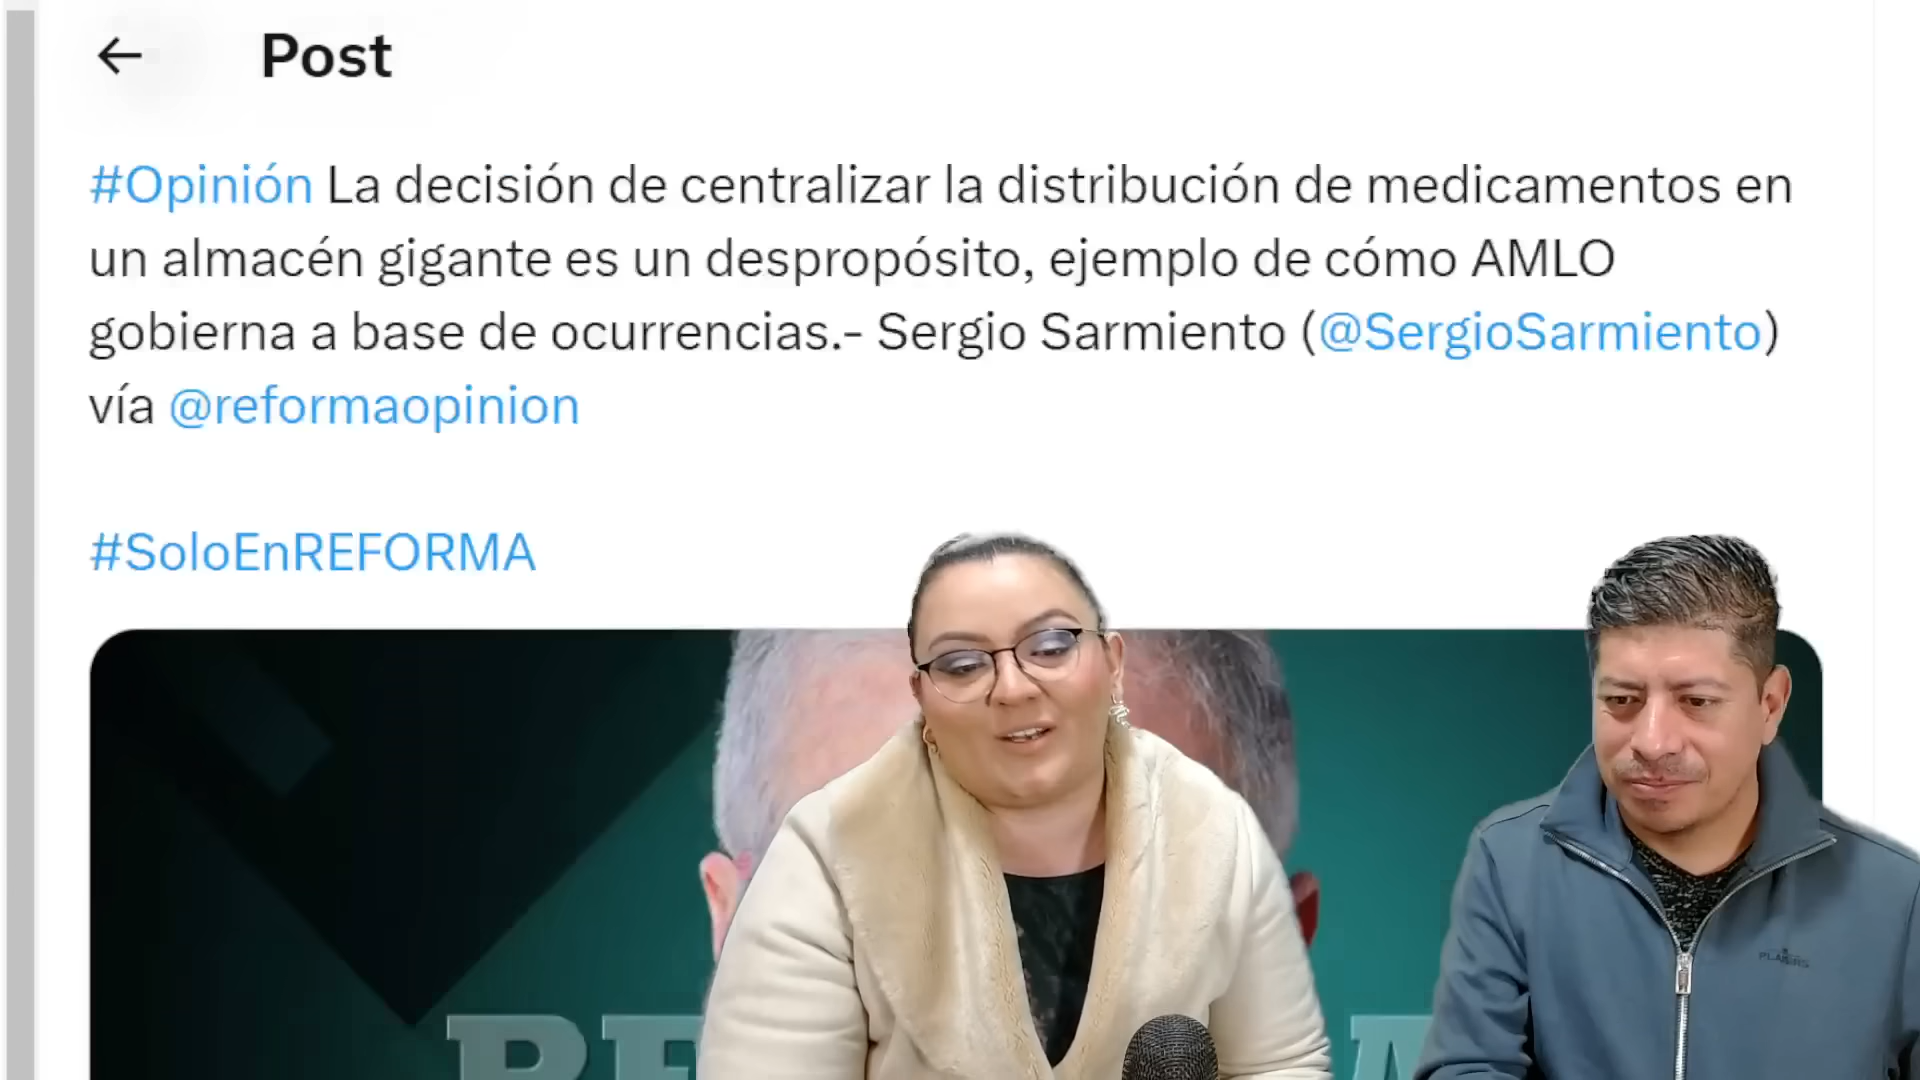 Post
#Opinión La decisión de centralizar la distribución de medicamentos en
un almacén gigante es un despropósito, ejemplo de cómo AMLO
gobierna a base de ocurrencias.- Sergio Sarmiento (@SergioSarmiento)
vía @reformaopinion
#SoloEnREFORMA